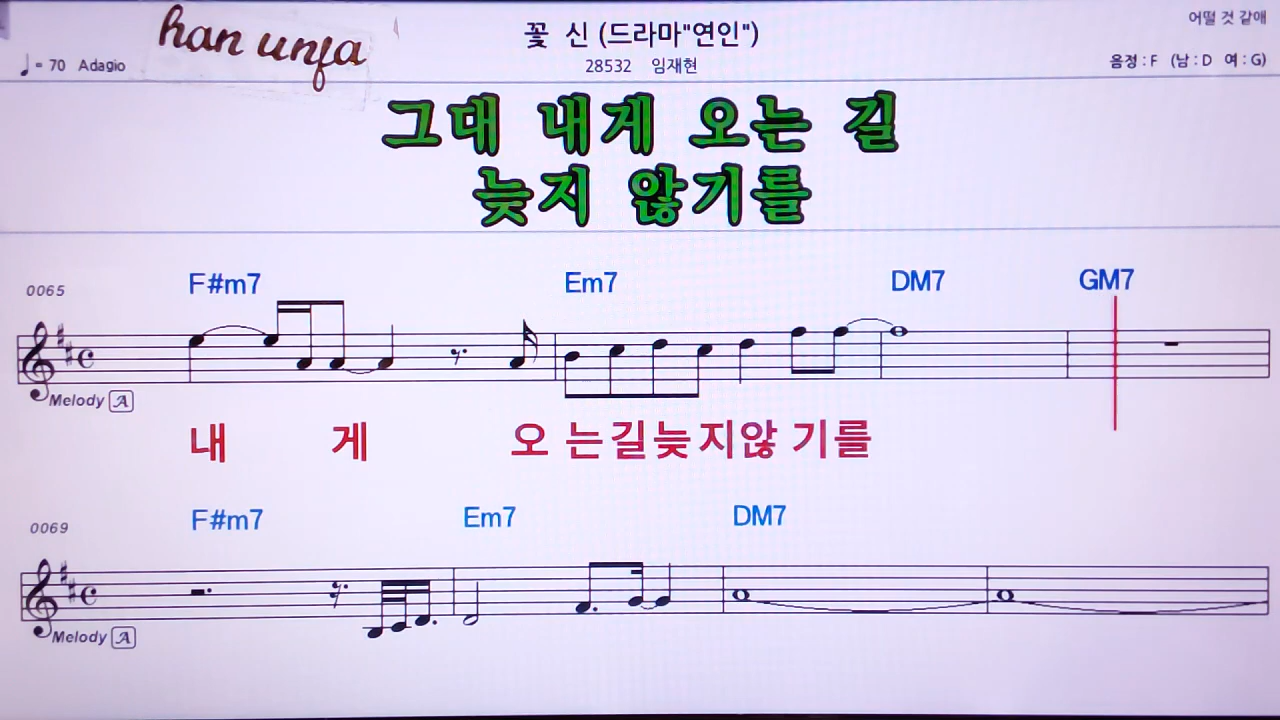 han unfa
꽃 신 (드라마"연인")
어떨 것 같애
♩= 70 Adagio
28532 임재현
음정 : F (남 : D 여 : G)
그대 내게 오는 길
늦지 않기를
F#m7 Em7 DM7 GM7
0065
Melody A
내 게 오 는길늦지않 기를
F#m7 Em7 DM7
0069
Melody A